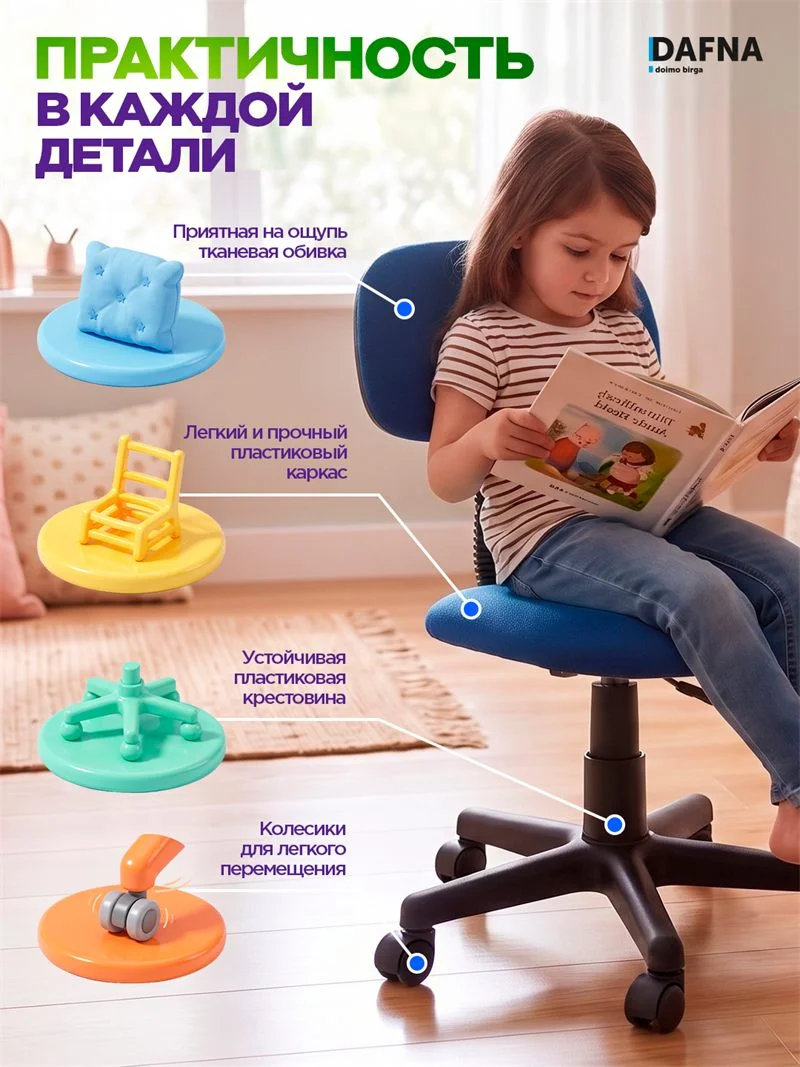 ПРАКТИЧНОСТЬ
В КАЖДОЙ
ДЕТАЛИ
DAFNA
doimo birga
Приятная на ощупь
тканевая обивка
Легкий и прочный
пластиковый
каркас
Устойчивая
пластиковая
крестовина
Колесики
для легкого
перемещения